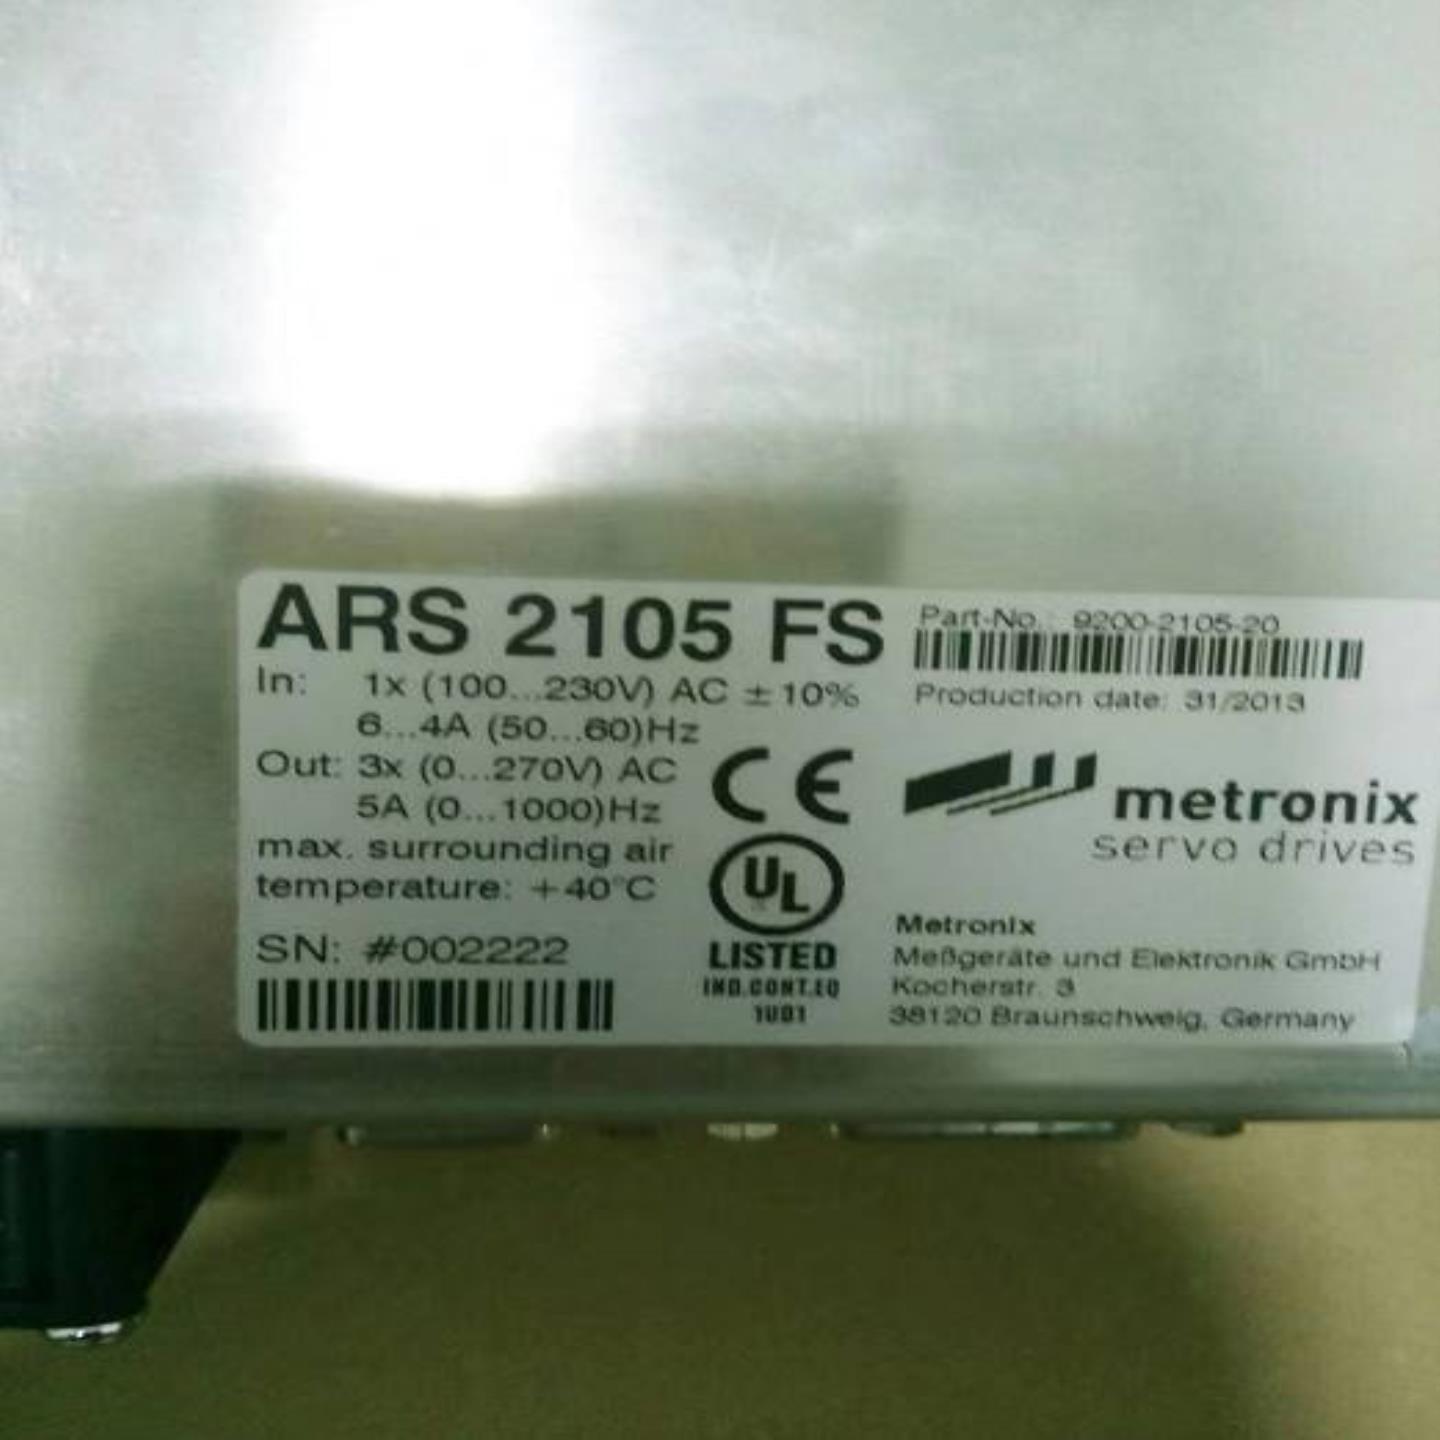 ARS 2105 FS
Part-No.: 9200-2105-20
In: 1x (100...230V) AC ±10%
6...4A (50...60)Hz
Production date: 31/2013
Out: 3x (0...270V) AC
5A (0...1000)Hz
max. surrounding air
temperature: +40°C
SN: #002222
CE
UL
LISTED
IND.CONT.EQ
1UD1
metronix
servo drives
Metronix
Meßgeräte und Elektronik GmbH
Kocherstr. 3
38120 Braunschweig, Germany